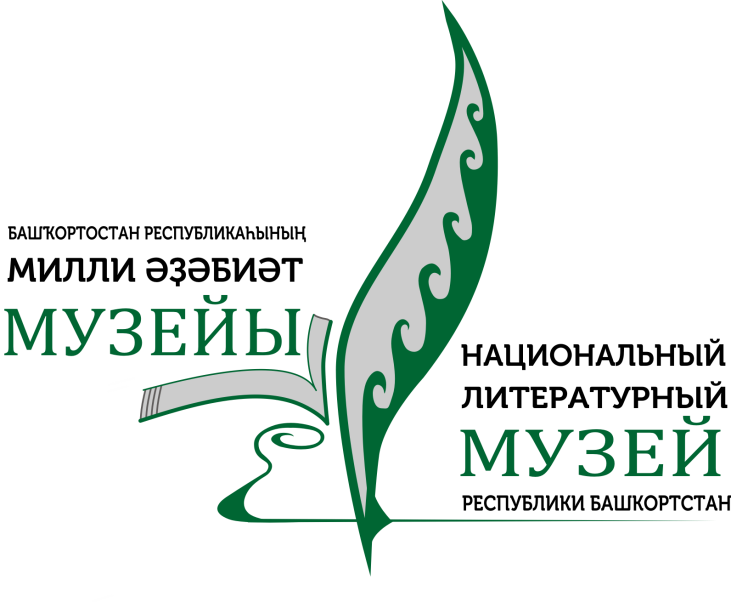 БАШҠОРТОСТАН РЕСПУБЛИКАҺЫНЫҢ
МИЛЛИ ӘҘӘБИӘТ
МУЗЕЙЫ
НАЦИОНАЛЬНЫЙ
ЛИТЕРАТУРНЫЙ
МУЗЕЙ
РЕСПУБЛИКИ БАШКОРТСТАН